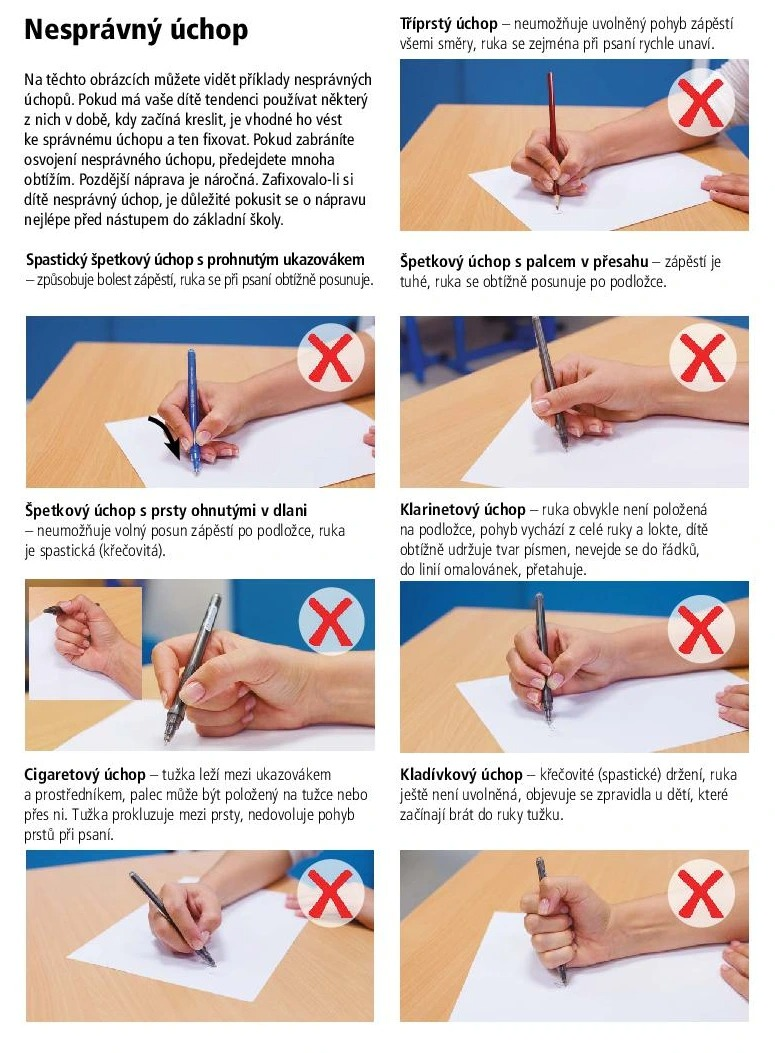 Nesprávný úchop
Na těchto obrázcích můžete vidět příklady nesprávných
úchopů. Pokud má vaše dítě tendenci používat některý
z nich v době, kdy začíná kreslit, je vhodné ho vést
ke správnému úchopu a ten fixovat. Pokud zabráníte
osvojení nesprávného úchopu, předejdete mnoha
obtížím. Pozdější náprava je náročná. Zafixovalo-li si
dítě nesprávný úchop, je důležité pokusit se o nápravu
nejlépe před nástupem do základní školy.
Tříprstý úchop – neumožňuje uvolněný pohyb zápěstí
všemi směry, ruka se zejména při psaní rychle unaví.
Spastický špetkový úchop s prohnutým ukazovákem
– způsobuje bolest zápěstí, ruka se při psaní obtížně posunuje.
Špetkový úchop s palcem v přesahu – zápěstí je
tuhé, ruka se obtížně posunuje po podložce.
Špetkový úchop s prsty ohnutými v dlani
– neumožňuje volný posun zápěstí po podložce, ruka
je spastická (křečovitá).
Klarinetový úchop – ruka obvykle není položená
na podložce, pohyb vychází z celé ruky a lokte, dítě
obtížně udržuje tvar písmen, nevejde se do řádků,
do linií omalovánek, přetahuje.
Cigaretový úchop – tužka leží mezi ukazovákem
a prostředníkem, palec může být položený na tužce nebo
přes ni. Tužka prokluzuje mezi prsty, nedovoluje pohyb
prstů při psaní.
Kladívkový úchop – křečovité (spastické) držení, ruka
ještě není uvolněná, objevuje se zpravidla u dětí, které
začínají brát do ruky tužku.